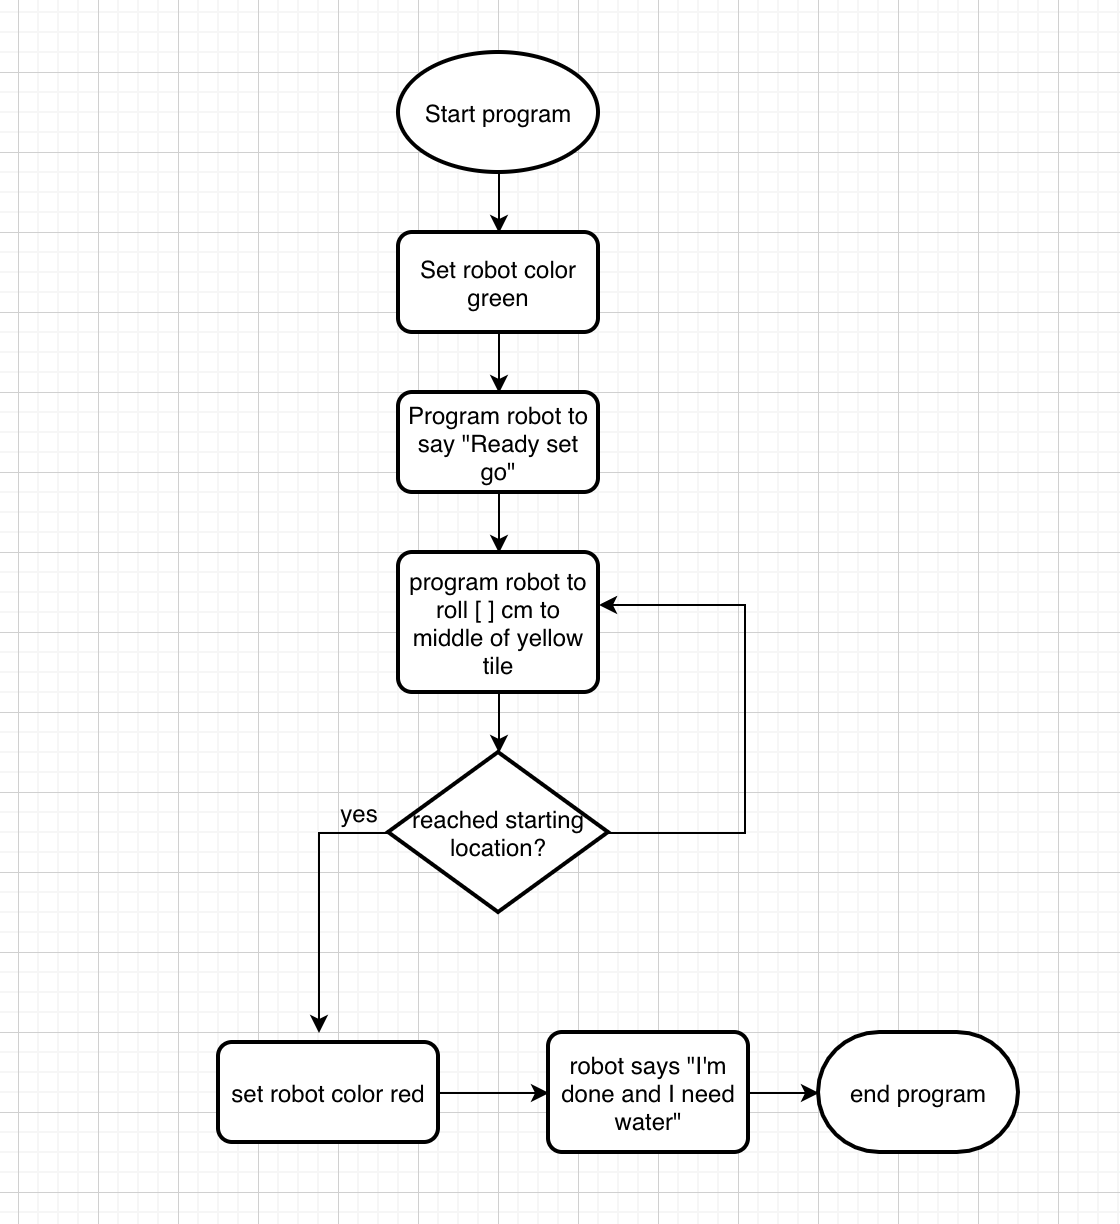 Start program
Set robot color
green
Program robot to
say "Ready set
go"
program robot to
roll [ ] cm to
middle of yellow
tile
reached starting
location?
yes
set robot color red
robot says "I'm
done and I need
water"
end program